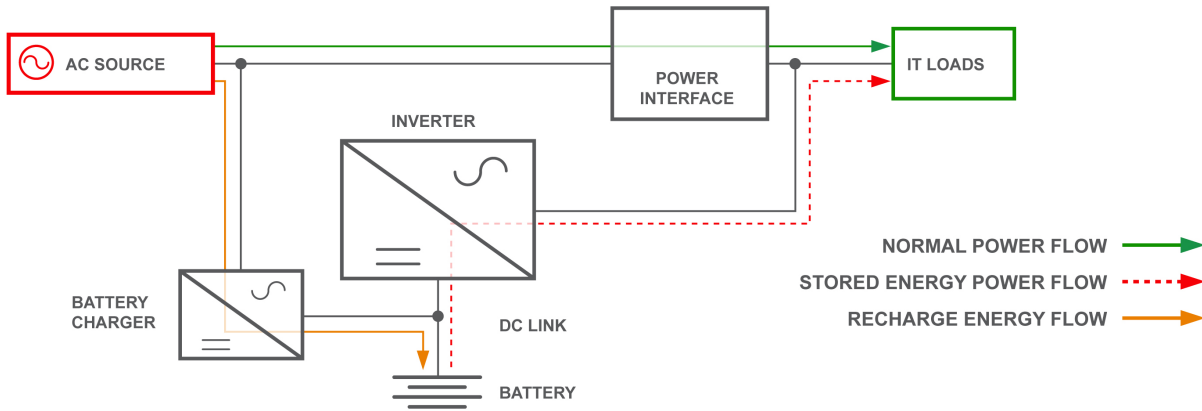 AC SOURCE
POWER
INTERFACE
IT LOADS
INVERTER
NORMAL POWER FLOW
STORED ENERGY POWER FLOW
BATTERY
CHARGER
DC LINK
RECHARGE ENERGY FLOW
BATTERY